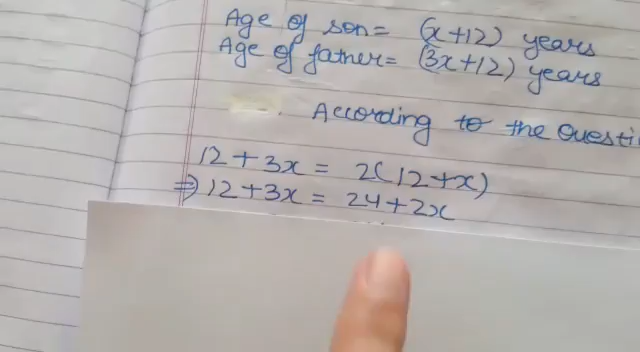 Age of son = (x+12) years
Age of father = (3x+12) years
According to the Questi
12 + 3x = 2(12+x)
⇒ 12 + 3x = 24 + 2x